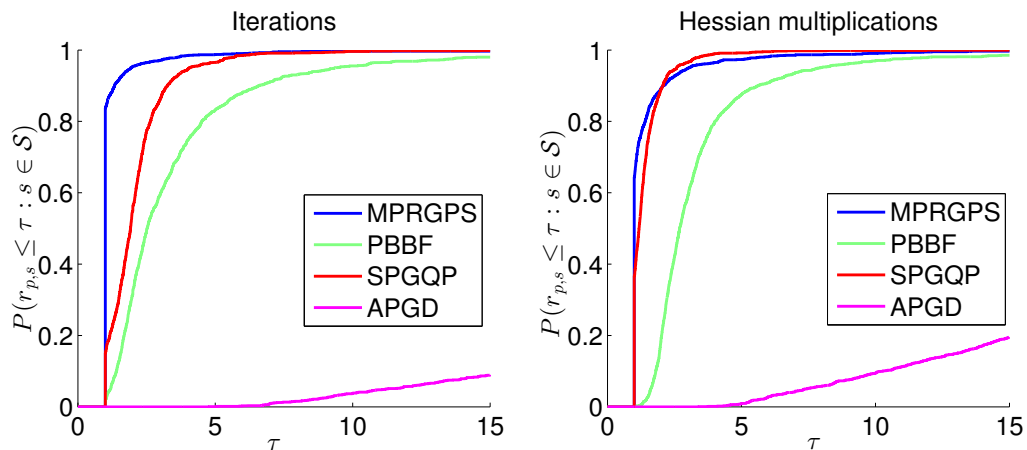 Iterations
1
0.8
0.6
0.4
0.2
0
P(r_{p,s} ≤ τ : s ∈ 𝒮)
MPRGPS
PBBF
SPGQP
APGD
0 5 10 15
τ
Hessian multiplications
1
0.8
0.6
0.4
0.2
0
P(r_{p,s} ≤ τ : s ∈ 𝒮)
MPRGPS
PBBF
SPGQP
APGD
0 5 10 15
τ